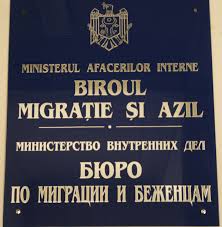 MINISTERUL AFACERILOR INTERNE
BIROUL
MIGRAȚIE ȘI AZIL
МИНИСТЕРСТВО ВНУТРЕННИХ ДЕЛ
БЮРО
ПО МИГРАЦИИ И БЕЖЕНЦАМ